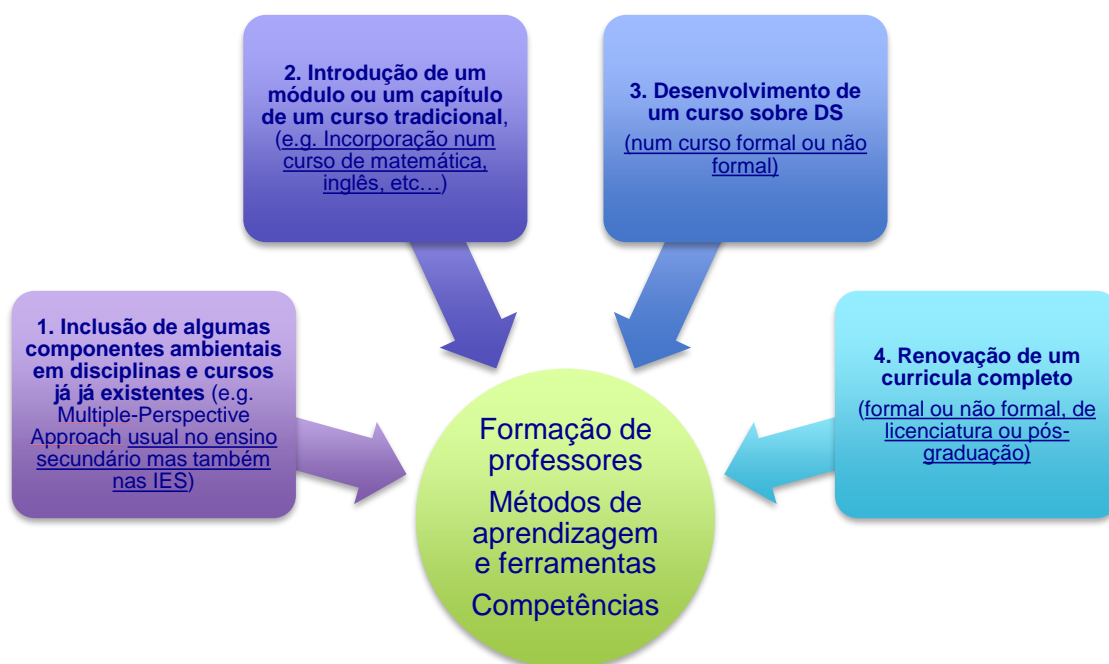 1. Inclusão de algumas
componentes ambientais
em disciplinas e cursos
já já existentes (e.g.
Multiple-Perspective
Approach usual no ensino
secundário mas também
nas IES)
2. Introdução de um
módulo ou um capítulo
de um curso tradicional,
(e.g. Incorporação num
curso de matemática,
inglês, etc…)
3. Desenvolvimento de
um curso sobre DS
(num curso formal ou não
formal)
4. Renovação de um
curricula completo
(formal ou não formal, de
licenciatura ou pós-
graduação)
Formação de
professores
Métodos de
aprendizagem
e ferramentas
Competências